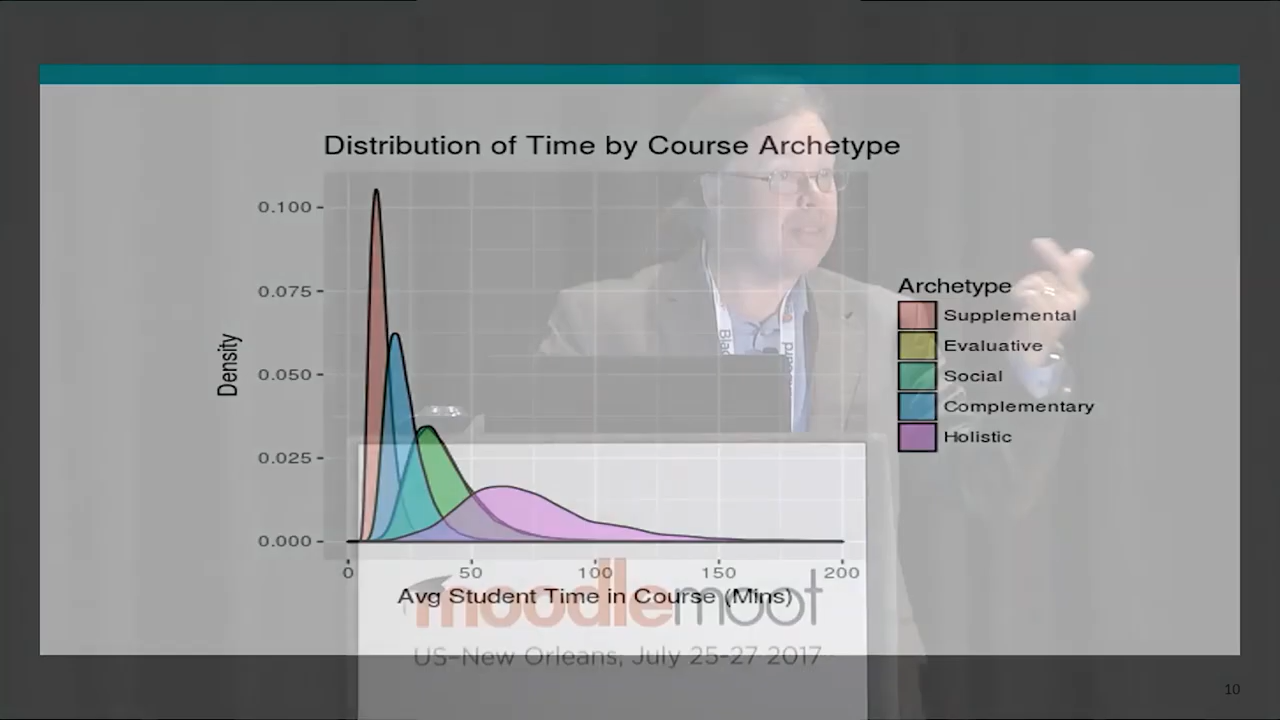 Distribution of Time by Course Archetype
0.100
0.075
0.050
0.025
0.000
Density
0 50 100 150 200
Avg Student Time in Course (Mins)
Archetype
Supplemental
Evaluative
Social
Complementary
Holistic
moodlemoot
US-New Orleans, July 25-27 2017
10